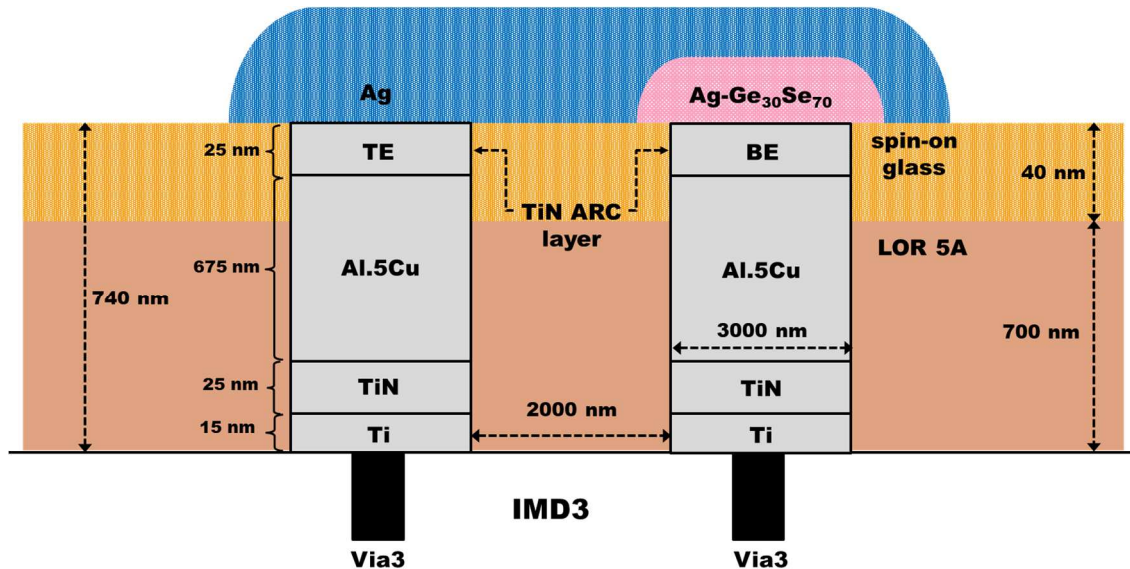 Ag
Ag-Ge₃₀Se₇₀
25 nm
TE
BE
spin-on
glass
40 nm
TiN ARC
layer
LOR 5A
675 nm
Al.5Cu
Al.5Cu
740 nm
3000 nm
700 nm
25 nm
TiN
TiN
2000 nm
15 nm
Ti
Ti
IMD3
Via3
Via3